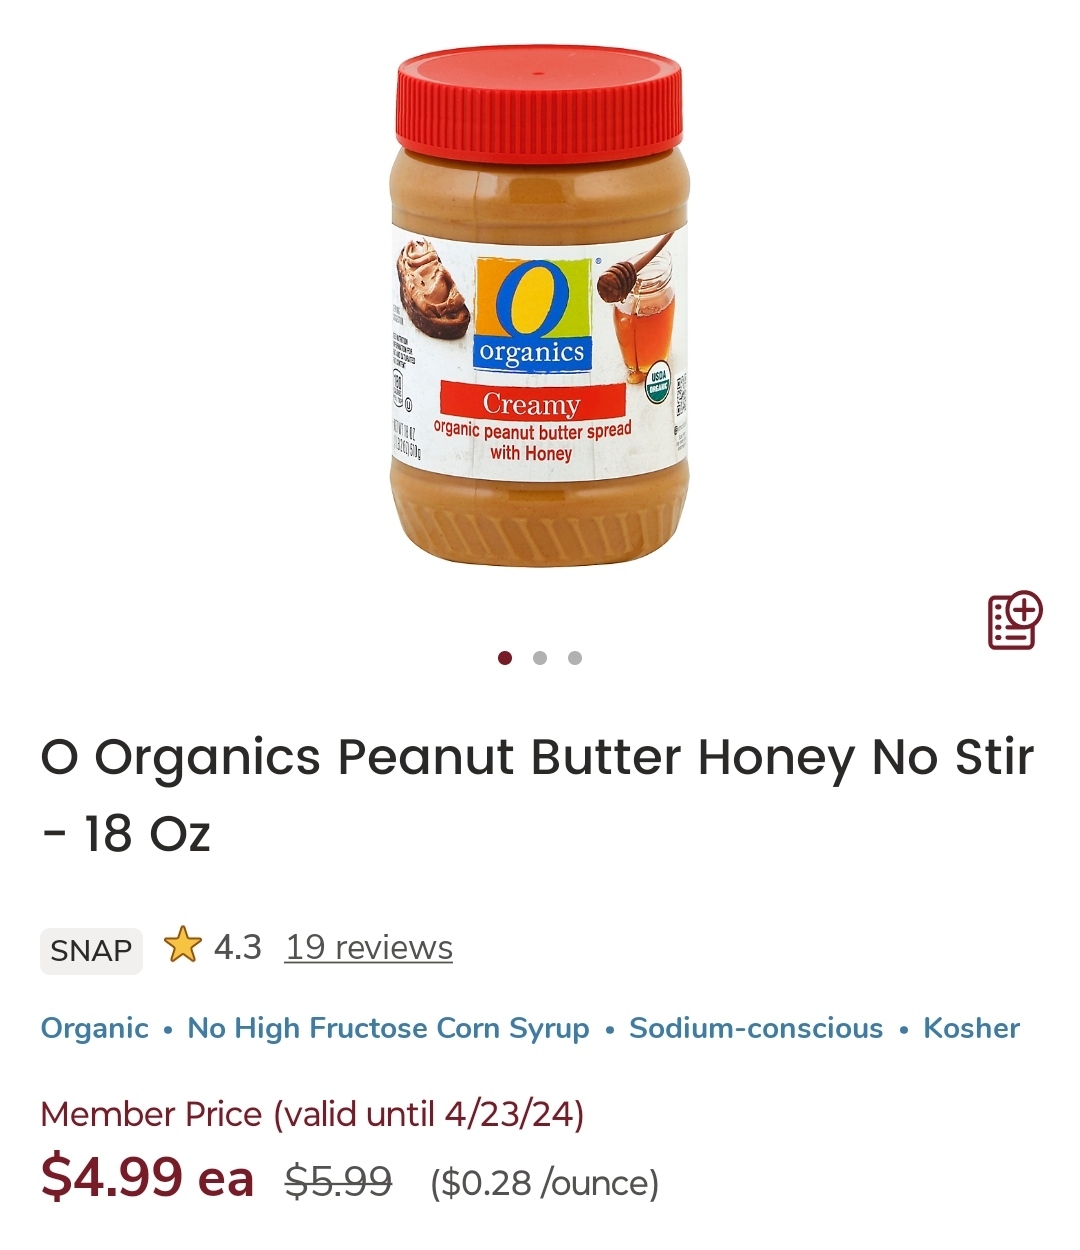 O
organics
®
USDA
ORGANIC
Creamy
organic peanut butter spread
with Honey
O Organics Peanut Butter Honey No Stir
- 18 Oz
SNAP 4.3 19 reviews
Organic • No High Fructose Corn Syrup • Sodium-conscious • Kosher
Member Price (valid until 4/23/24)
$4.99 ea $5.99 ($0.28 /ounce)